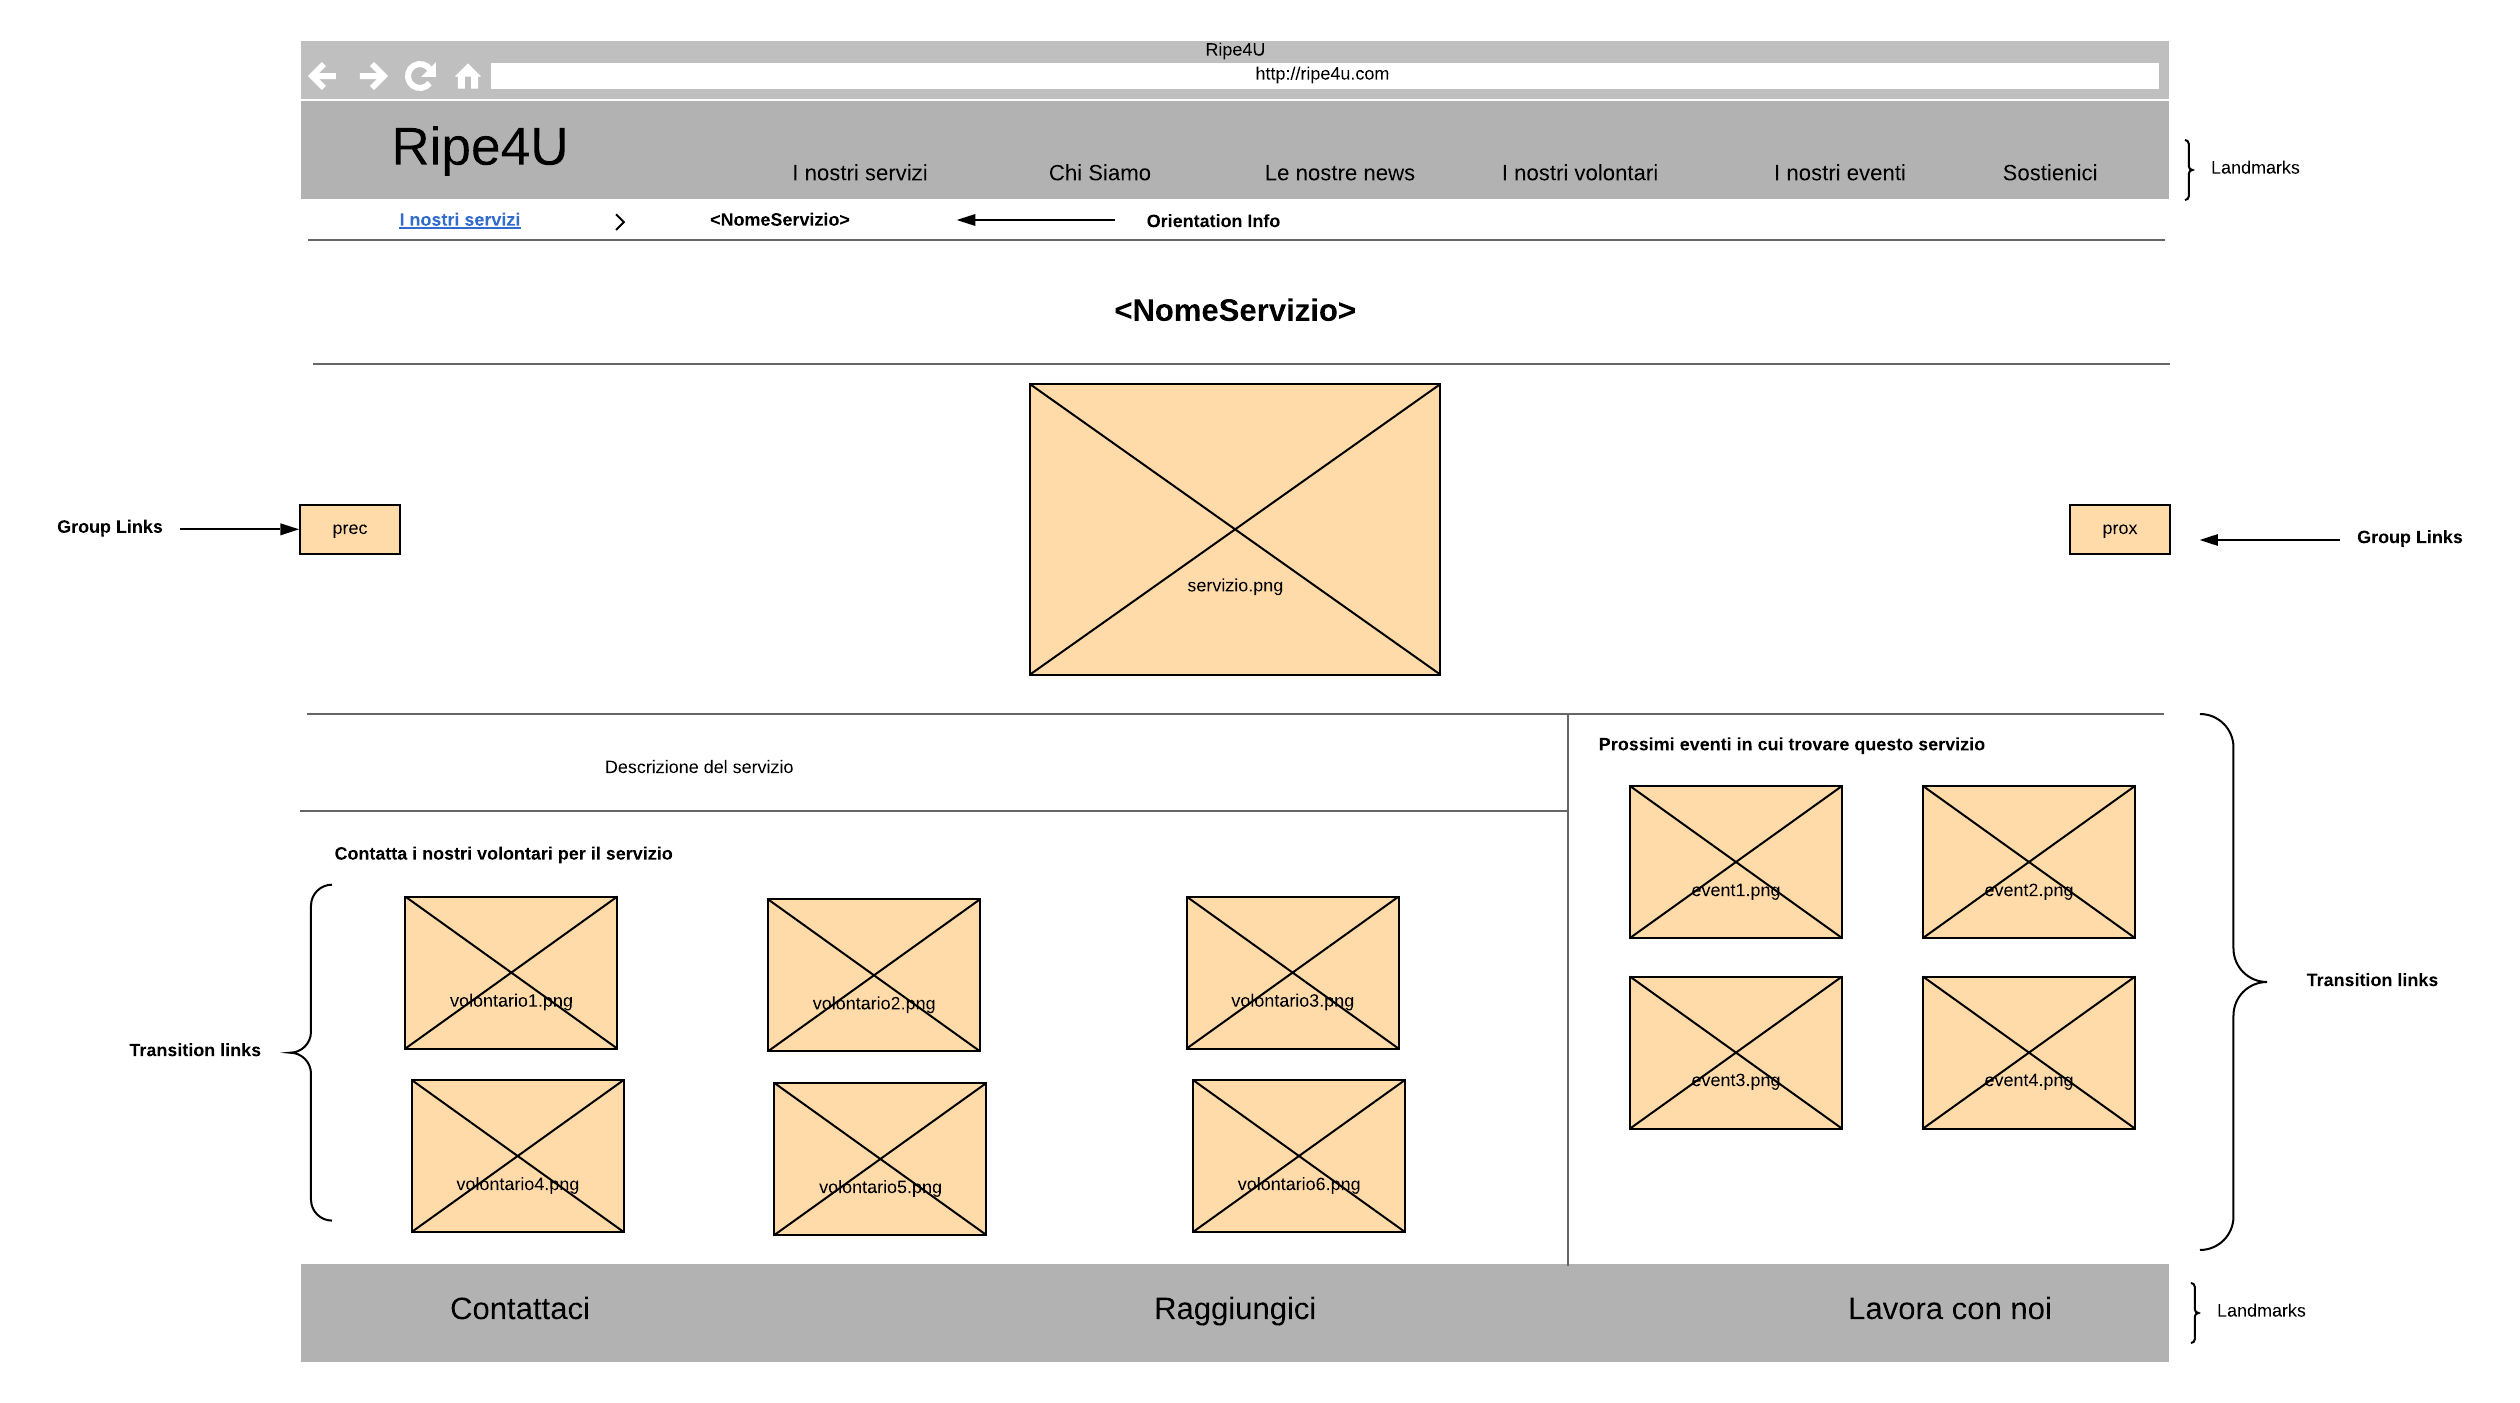 Ripe4U
http://ripe4u.com
Ripe4U
I nostri servizi
Chi Siamo
Le nostre news
I nostri volontari
I nostri eventi
Sostienici
Landmarks
I nostri servizi
<NomeServizio>
Orientation Info
<NomeServizio>
Group Links
prec
servizio.png
prox
Group Links
Descrizione del servizio
Prossimi eventi in cui trovare questo servizio
event1.png
event2.png
event3.png
event4.png
Transition links
Contatta i nostri volontari per il servizio
volontario1.png
volontario2.png
volontario3.png
Transition links
volontario4.png
volontario5.png
volontario6.png
Contattaci
Raggiungici
Lavora con noi
Landmarks